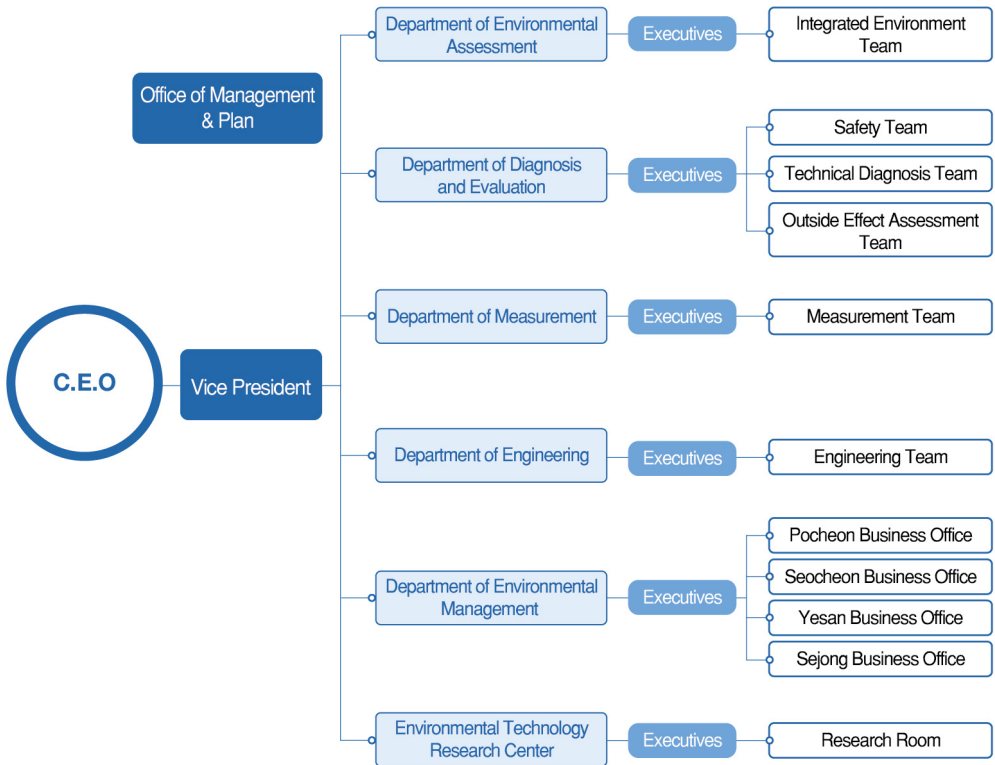 C.E.O
Vice President
Office of Management
& Plan
Department of Environmental
Assessment
Executives
Integrated Environment
Team
Department of Diagnosis
and Evaluation
Executives
Safety Team
Technical Diagnosis Team
Outside Effect Assessment
Team
Department of Measurement
Executives
Measurement Team
Department of Engineering
Executives
Engineering Team
Department of Environmental
Management
Executives
Pocheon Business Office
Seocheon Business Office
Yesan Business Office
Sejong Business Office
Environmental Technology
Research Center
Executives
Research Room